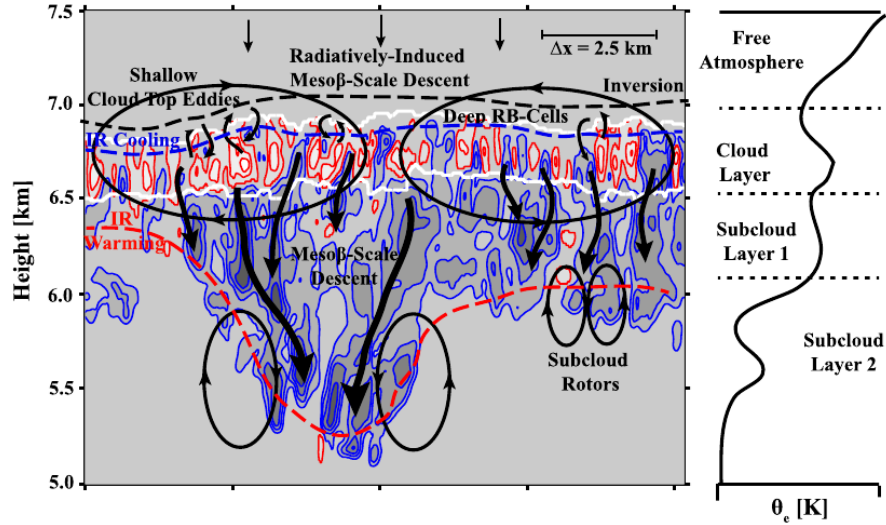 7.5
7.0
6.5
6.0
5.5
5.0
Height [km]
Δx = 2.5 km
Radiatively-Induced
Mesoβ-Scale Descent
Shallow
Cloud Top Eddies
Inversion
IR Cooling
Deep RB-Cells
IR
Warming
Mesoβ-Scale
Descent
Subcloud
Rotors
Free
Atmosphere
Cloud
Layer
Subcloud
Layer 1
Subcloud
Layer 2
θe [K]